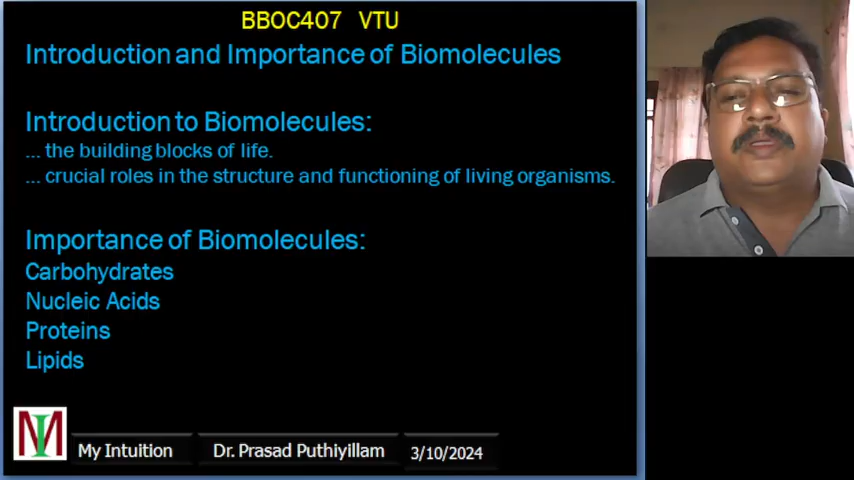 BBOC407 VTU
Introduction and Importance of Biomolecules
Introduction to Biomolecules:
... the building blocks of life.
... crucial roles in the structure and functioning of living organisms.
Importance of Biomolecules:
Carbohydrates
Nucleic Acids
Proteins
Lipids
MI
My Intuition
Dr. Prasad Puthiyillam
3/10/2024